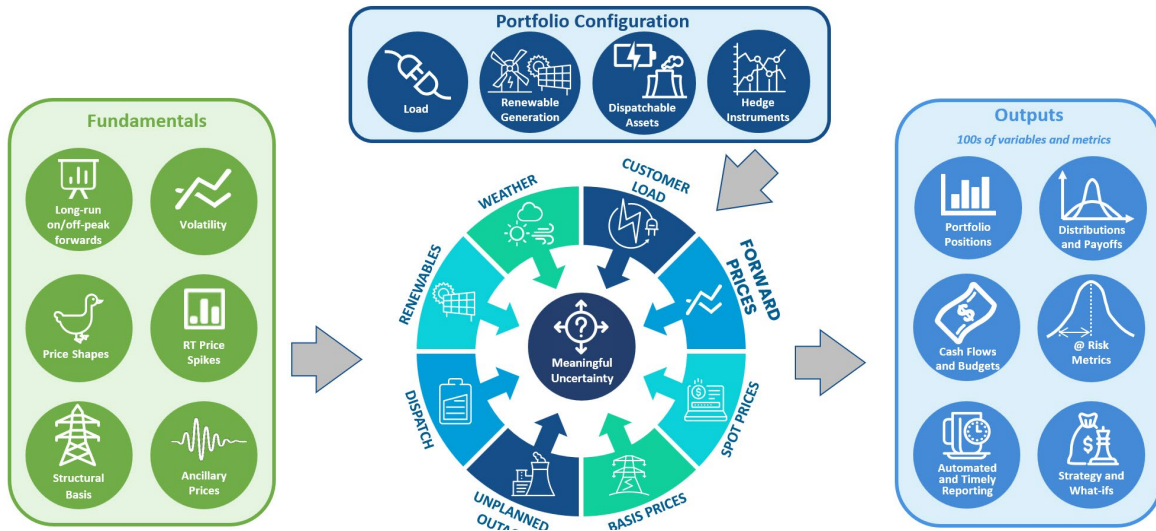 Portfolio Configuration
Load
Renewable
Generation
Dispatchable
Assets
Hedge
Instruments
Fundamentals
Long-run
on/off-peak
forwards
Volatility
Price Shapes
RT Price
Spikes
Structural
Basis
Ancillary
Prices
WEATHER
CUSTOMER
LOAD
FORWARD
PRICES
SPOT PRICES
BASIS PRICES
UNPLANNED
DISPATCH
RENEWABLES
?
Meaningful
Uncertainty
$
Outputs
100s of variables and metrics
Portfolio
Positions
Distributions
and Payoffs
$
Cash Flows
and Budgets
@ Risk
Metrics
Automated
and Timely
Reporting
$
Strategy and
What-ifs